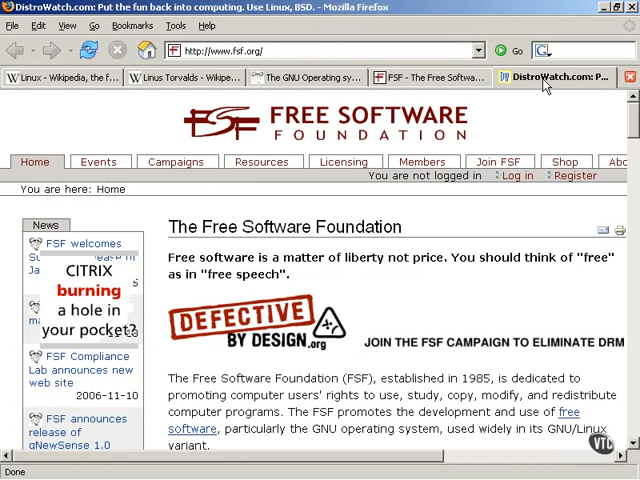 DistroWatch.com: Put the fun back into computing. Use Linux, BSD. - Mozilla Firefox
File Edit View Go Bookmarks Tools Help
http://www.fsf.org/ Go G
Linux - Wikipedia, the f... Linus Torvalds - Wikipe... The GNU Operating sy... FSF - The Free Softwa... DistroWatch.com: P...
FREE SOFTWARE
FOUNDATION
Home Events Campaigns Resources Licensing Members Join FSF Shop Abo
You are not logged in Log in Register
You are here: Home
News
The Free Software Foundation
FSF welcomes
Free software is a matter of liberty not price. You should think of "free"
as in "free speech".
CITRIX
burning
a hole in
your pocket?
DEFECTIVE
BY DESIGN.org
JOIN THE FSF CAMPAIGN TO ELIMINATE DRM
FSF Compliance
Lab announces new
web site
2006-11-10
FSF announces
release of
gNewSense 1.0
The Free Software Foundation (FSF), established in 1985, is dedicated to
promoting computer users' rights to use, study, copy, modify, and redistribute
computer programs. The FSF promotes the development and use of free
software, particularly the GNU operating system, used widely in its GNU/Linux
variant.
VTC
Done